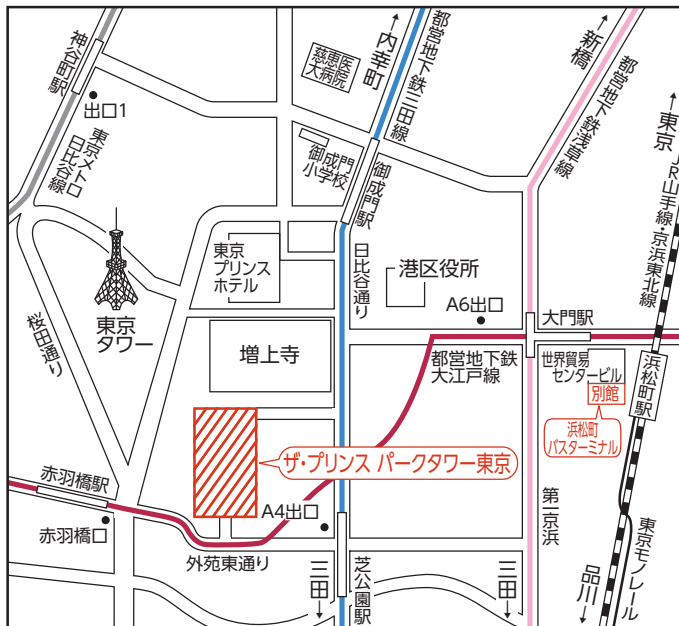 神谷町駅
出口1
東京メトロ
日比谷線
慈恵医
大病院
内幸町
都営地下鉄三田線
新橋
都営地下鉄浅草線
東京
JR山手線・京浜東北線
御成門
小学校
御成門駅
東京
プリンス
ホテル
日比谷通り
港区役所
A6出口
大門駅
東京
タワー
桜田通り
増上寺
都営地下鉄
大江戸線
世界貿易
センタービル
別館
浜松町
バスターミナル
浜松町駅
ザ・プリンス パークタワー東京
赤羽橋駅
赤羽橋口
A4出口
外苑東通り
三田
芝公園駅
三田
第一京浜
品川
東京モノレール